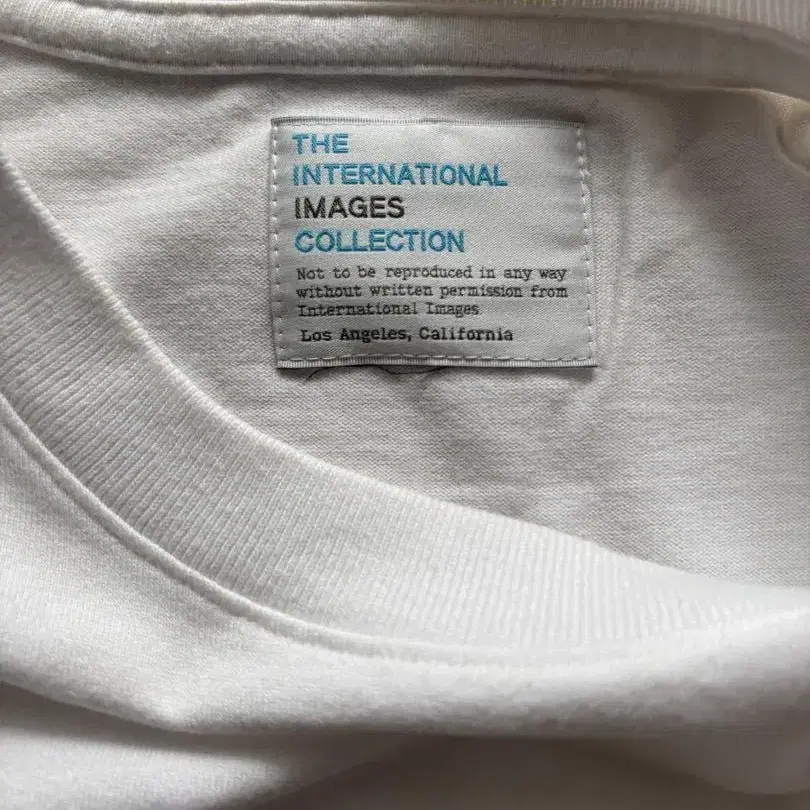 THE
INTERNATIONAL
IMAGES
COLLECTION
Not to be reproduced in any way
without written permission from
International Images
Los Angeles, California